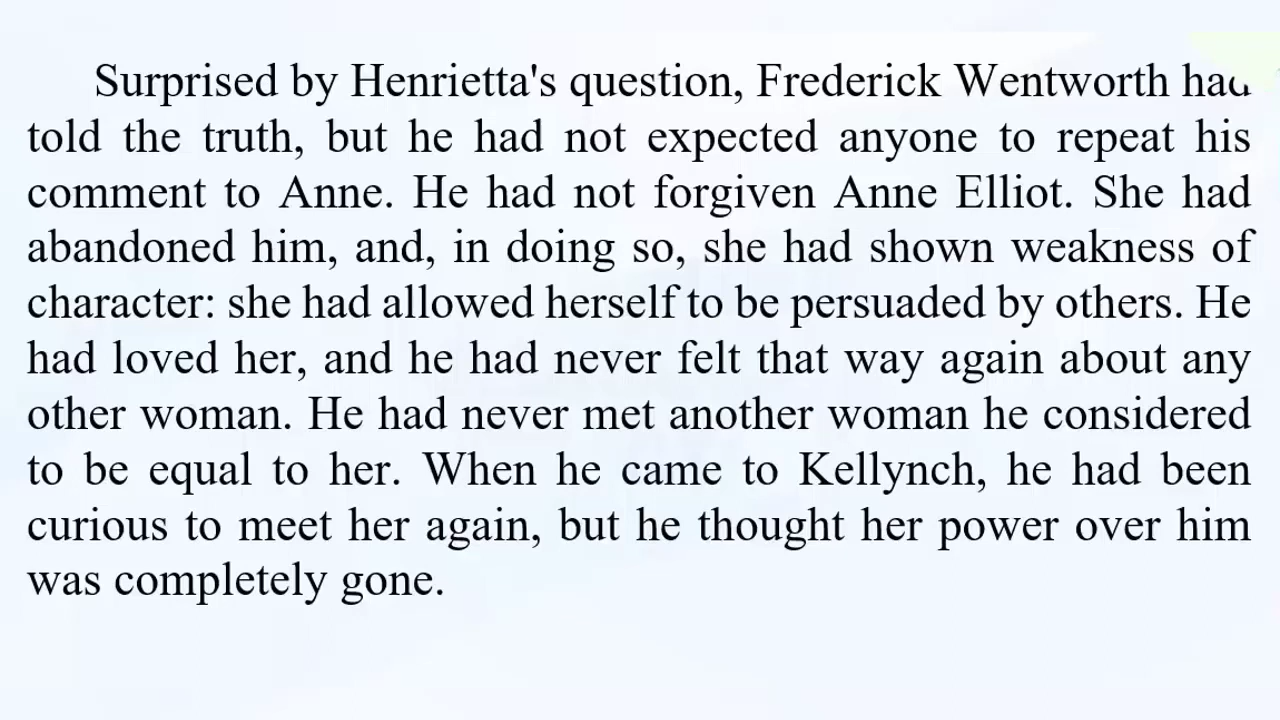 Surprised by Henrietta's question, Frederick Wentworth had
told the truth, but he had not expected anyone to repeat his
comment to Anne. He had not forgiven Anne Elliot. She had
abandoned him, and, in doing so, she had shown weakness of
character: she had allowed herself to be persuaded by others. He
had loved her, and he had never felt that way again about any
other woman. He had never met another woman he considered
to be equal to her. When he came to Kellynch, he had been
curious to meet her again, but he thought her power over him
was completely gone.